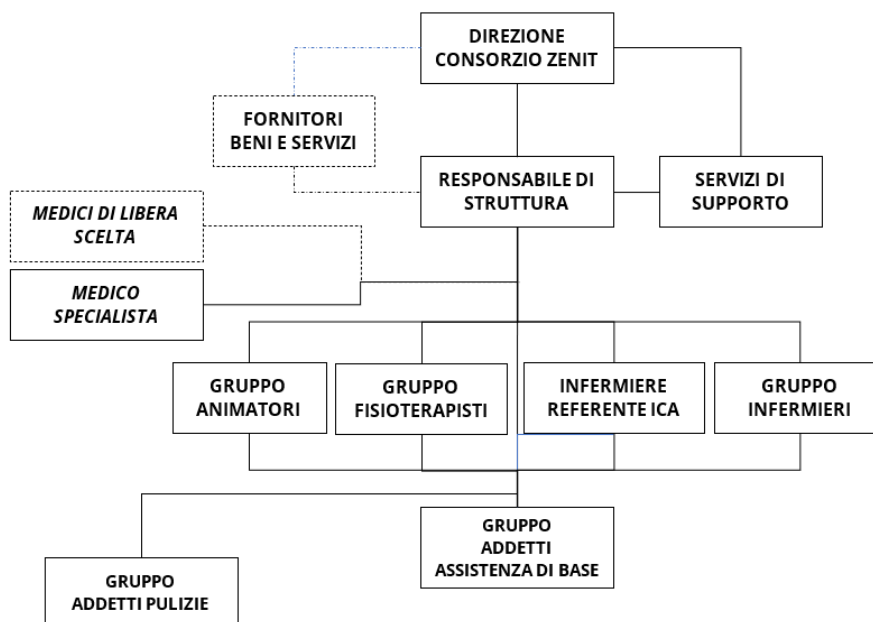 DIREZIONE
CONSORZIO ZENIT
FORNITORI
BENI E SERVIZI
RESPONSABILE DI
STRUTTURA
SERVIZI DI
SUPPORTO
MEDICI DI LIBERA
SCELTA
MEDICO
SPECIALISTA
GRUPPO
ANIMATORI
GRUPPO
FISIOTERAPISTI
INFERMIERE
REFERENTE ICA
GRUPPO
INFERMIERI
GRUPPO
ADDETTI
ASSISTENZA DI BASE
GRUPPO
ADDETTI PULIZIE